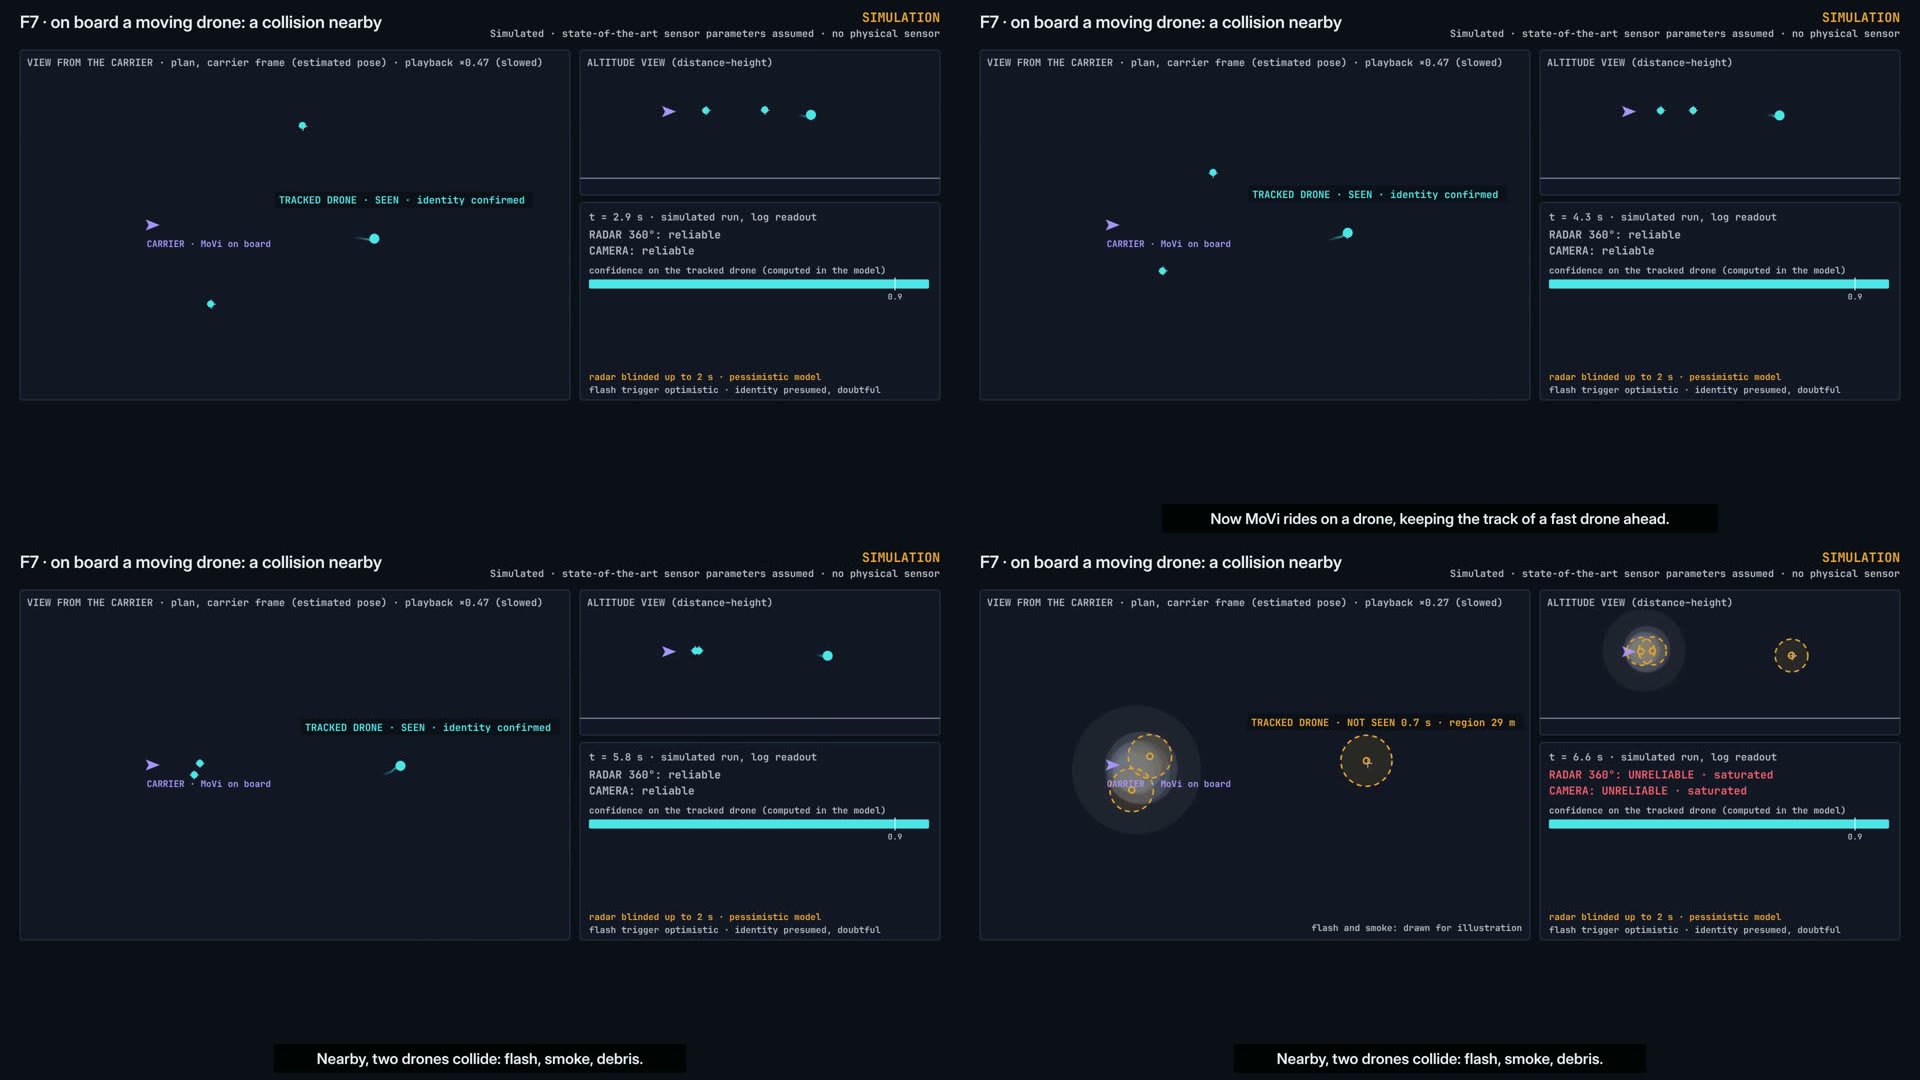 F7 · on board a moving drone: a collision nearby
SIMULATION
Simulated · state-of-the-art sensor parameters assumed · no physical sensor
VIEW FROM THE CARRIER · plan, carrier frame (estimated pose) · playback ×0.47 (slowed)
TRACKED DRONE · SEEN · identity confirmed
CARRIER · MoVi on board
ALTITUDE VIEW (distance-height)
t = 2.9 s · simulated run, log readout
RADAR 360°: reliable
CAMERA: reliable
confidence on the tracked drone (computed in the model)
0.9
radar blinded up to 2 s · pessimistic model
flash trigger optimistic · identity presumed, doubtful
F7 · on board a moving drone: a collision nearby
SIMULATION
Simulated · state-of-the-art sensor parameters assumed · no physical sensor
VIEW FROM THE CARRIER · plan, carrier frame (estimated pose) · playback ×0.47 (slowed)
TRACKED DRONE · SEEN · identity confirmed
CARRIER · MoVi on board
ALTITUDE VIEW (distance-height)
t = 4.3 s · simulated run, log readout
RADAR 360°: reliable
CAMERA: reliable
confidence on the tracked drone (computed in the model)
0.9
radar blinded up to 2 s · pessimistic model
flash trigger optimistic · identity presumed, doubtful
Now MoVi rides on a drone, keeping the track of a fast drone ahead.
F7 · on board a moving drone: a collision nearby
SIMULATION
Simulated · state-of-the-art sensor parameters assumed · no physical sensor
VIEW FROM THE CARRIER · plan, carrier frame (estimated pose) · playback ×0.47 (slowed)
TRACKED DRONE · SEEN · identity confirmed
CARRIER · MoVi on board
ALTITUDE VIEW (distance-height)
t = 5.8 s · simulated run, log readout
RADAR 360°: reliable
CAMERA: reliable
confidence on the tracked drone (computed in the model)
0.9
radar blinded up to 2 s · pessimistic model
flash trigger optimistic · identity presumed, doubtful
Nearby, two drones collide: flash, smoke, debris.
F7 · on board a moving drone: a collision nearby
SIMULATION
Simulated · state-of-the-art sensor parameters assumed · no physical sensor
VIEW FROM THE CARRIER · plan, carrier frame (estimated pose) · playback ×0.27 (slowed)
TRACKED DRONE · NOT SEEN 0.7 s · region 29 m
CARRIER · MoVi on board
flash and smoke: drawn for illustration
ALTITUDE VIEW (distance-height)
t = 6.6 s · simulated run, log readout
RADAR 360°: UNRELIABLE · saturated
CAMERA: UNRELIABLE · saturated
confidence on the tracked drone (computed in the model)
0.9
radar blinded up to 2 s · pessimistic model
flash trigger optimistic · identity presumed, doubtful
Nearby, two drones collide: flash, smoke, debris.